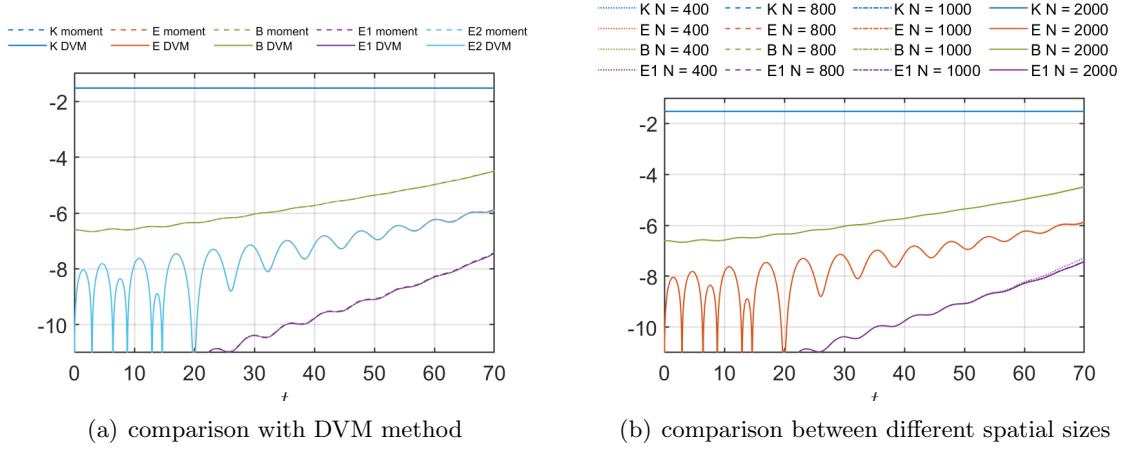 K moment E moment B moment E1 moment E2 moment
K DVM E DVM B DVM E1 DVM E2 DVM
-2
-4
-6
-8
-10
0 10 20 30 40 50 60 70
t
(a) comparison with DVM method
K N = 400 K N = 800 K N = 1000 K N = 2000
E N = 400 E N = 800 E N = 1000 E N = 2000
B N = 400 B N = 800 B N = 1000 B N = 2000
E1 N = 400 E1 N = 800 E1 N = 1000 E1 N = 2000
-2
-4
-6
-8
-10
0 10 20 30 40 50 60 70
t
(b) comparison between different spatial sizes